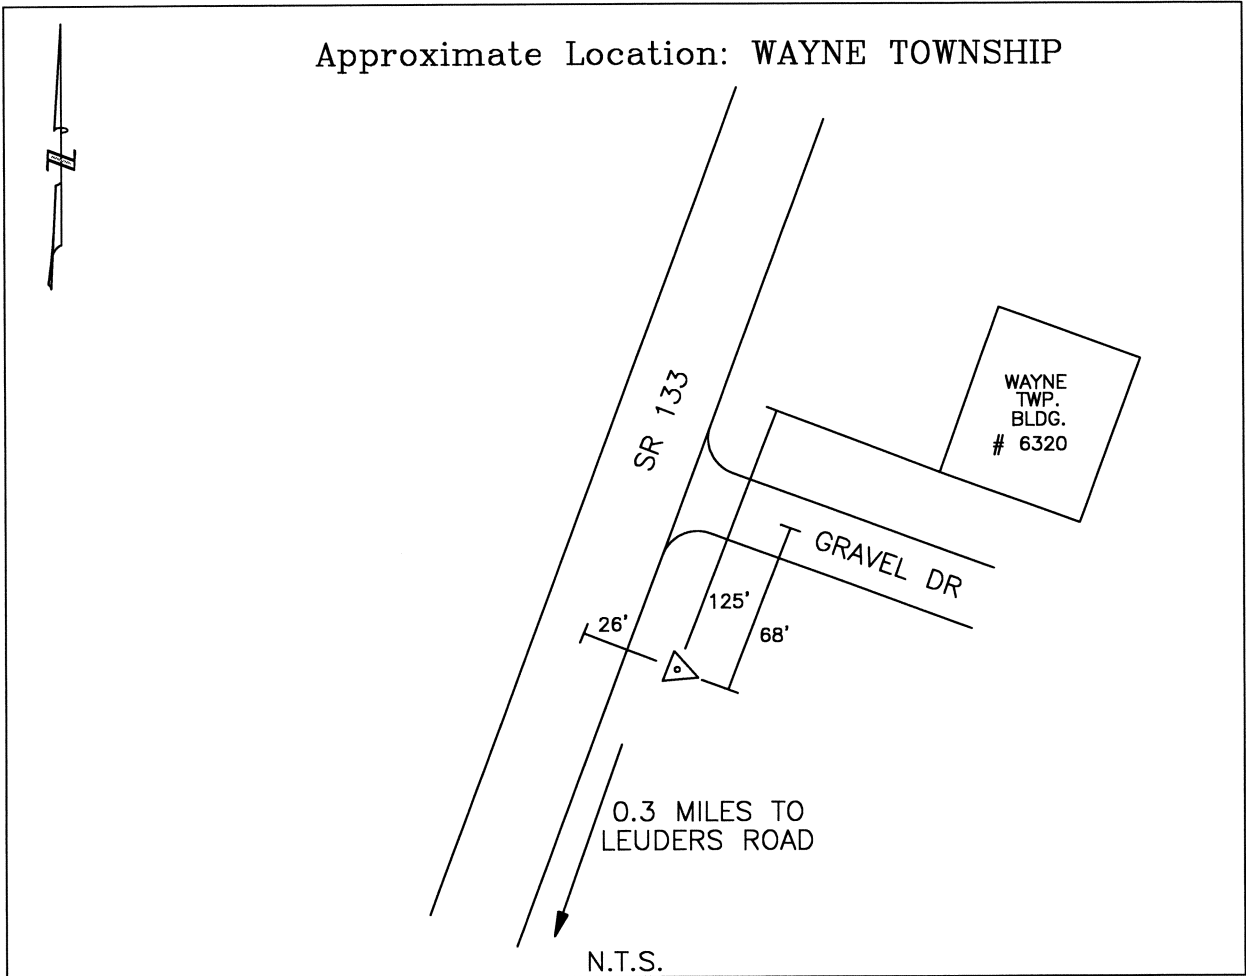 Approximate Location: WAYNE TOWNSHIP
N
SR 133
WAYNE
TWP.
BLDG.
# 6320
GRAVEL DR
125'
26'
68'
0.3 MILES TO
LEUDERS ROAD
N.T.S.